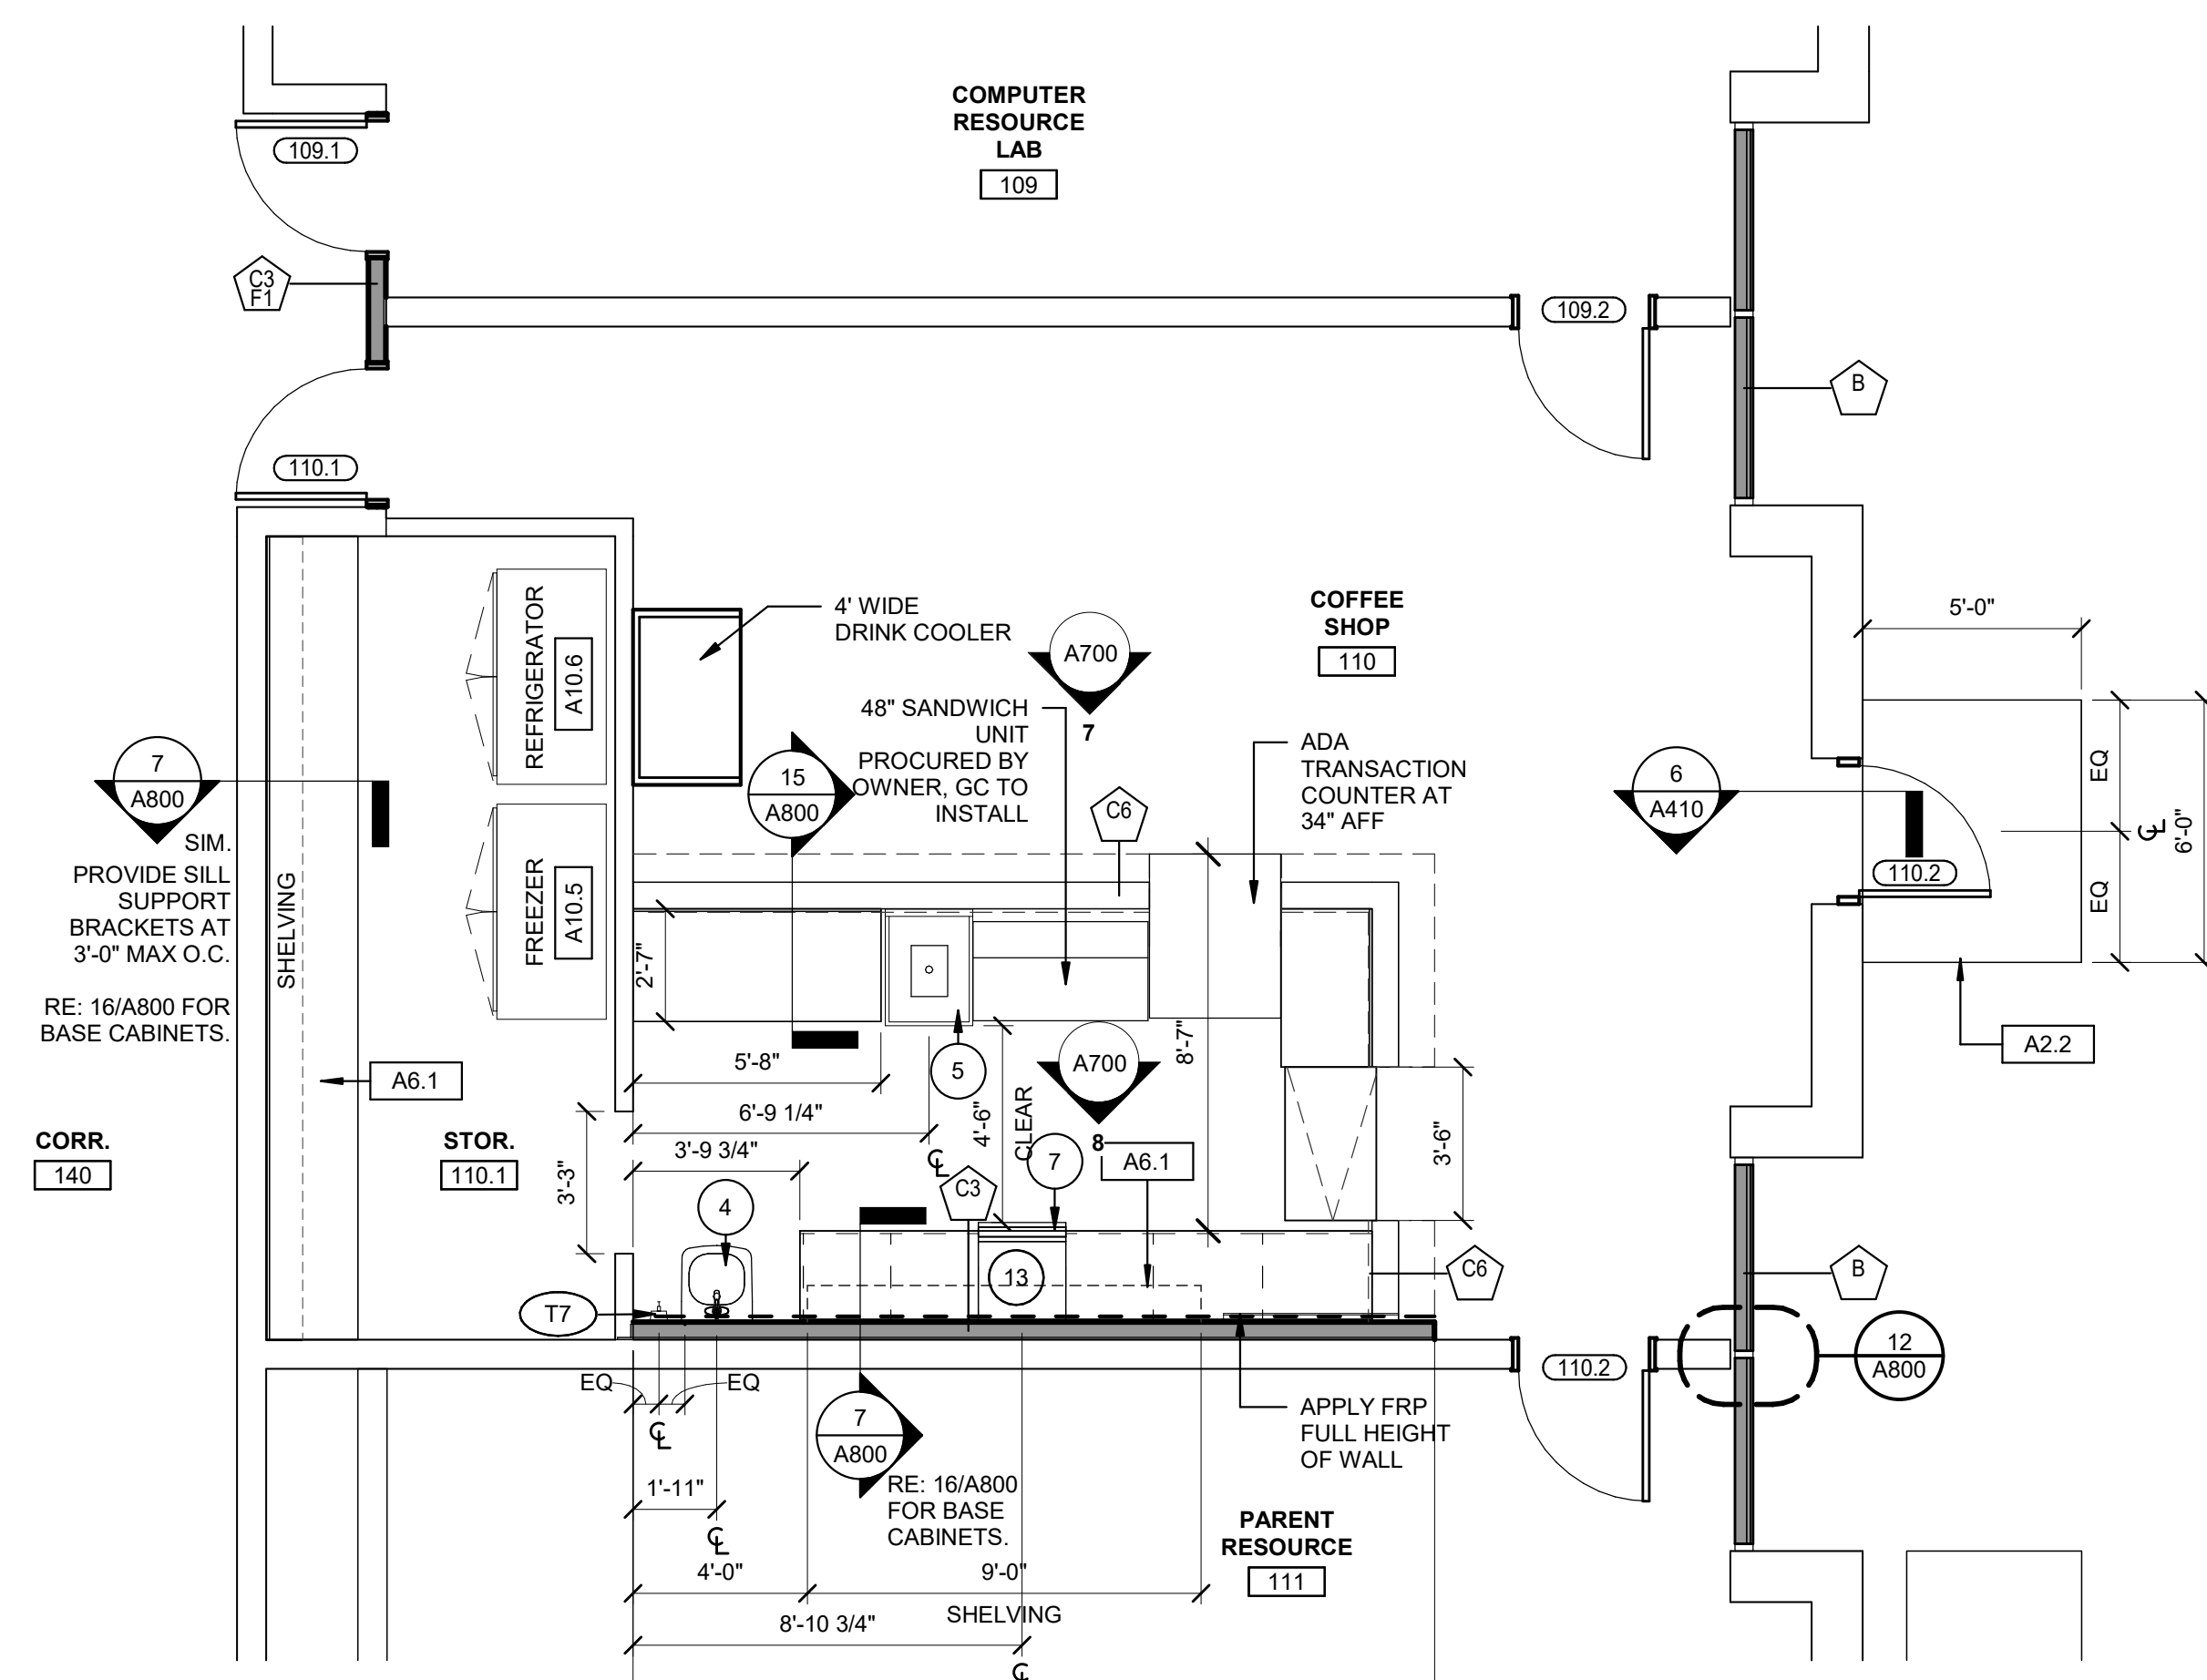 COMPUTER
RESOURCE
LAB
109
109.1
C3
F1
109.2
B
110.1
4' WIDE
DRINK COOLER
A700
7
COFFEE
SHOP
110
5'-0"
REFRIGERATOR
A10.6
48" SANDWICH
UNIT
PROCURED BY
OWNER, GC TO
INSTALL
ADA
TRANSACTION
COUNTER AT
34" AFF
7
A800
SIM.
PROVIDE SILL
SUPPORT
BRACKETS AT
3'-0" MAX O.C.
RE: 16/A800 FOR
BASE CABINETS.
15
A800
C6
6
A410
EQ
EQ
℄
6'-0"
110.2
SHELVING
FREEZER
A10.5
2'-7"
A2.2
A6.1
5'-8"
5
A700
8
8'-7"
6'-9 1/4"
℄
4'-6"
CLEAR
3'-9 3/4"
CORR.
140
STOR.
110.1
3'-3"
C3
7
A6.1
3'-6"
4
13
C6
B
T7
110.2
12
A800
EQ
EQ
℄
7
A800
APPLY FRP
FULL HEIGHT
OF WALL
RE: 16/A800
FOR BASE
CABINETS.
1'-11"
℄
PARENT
RESOURCE
111
4'-0"
9'-0"
SHELVING
8'-10 3/4"
℄